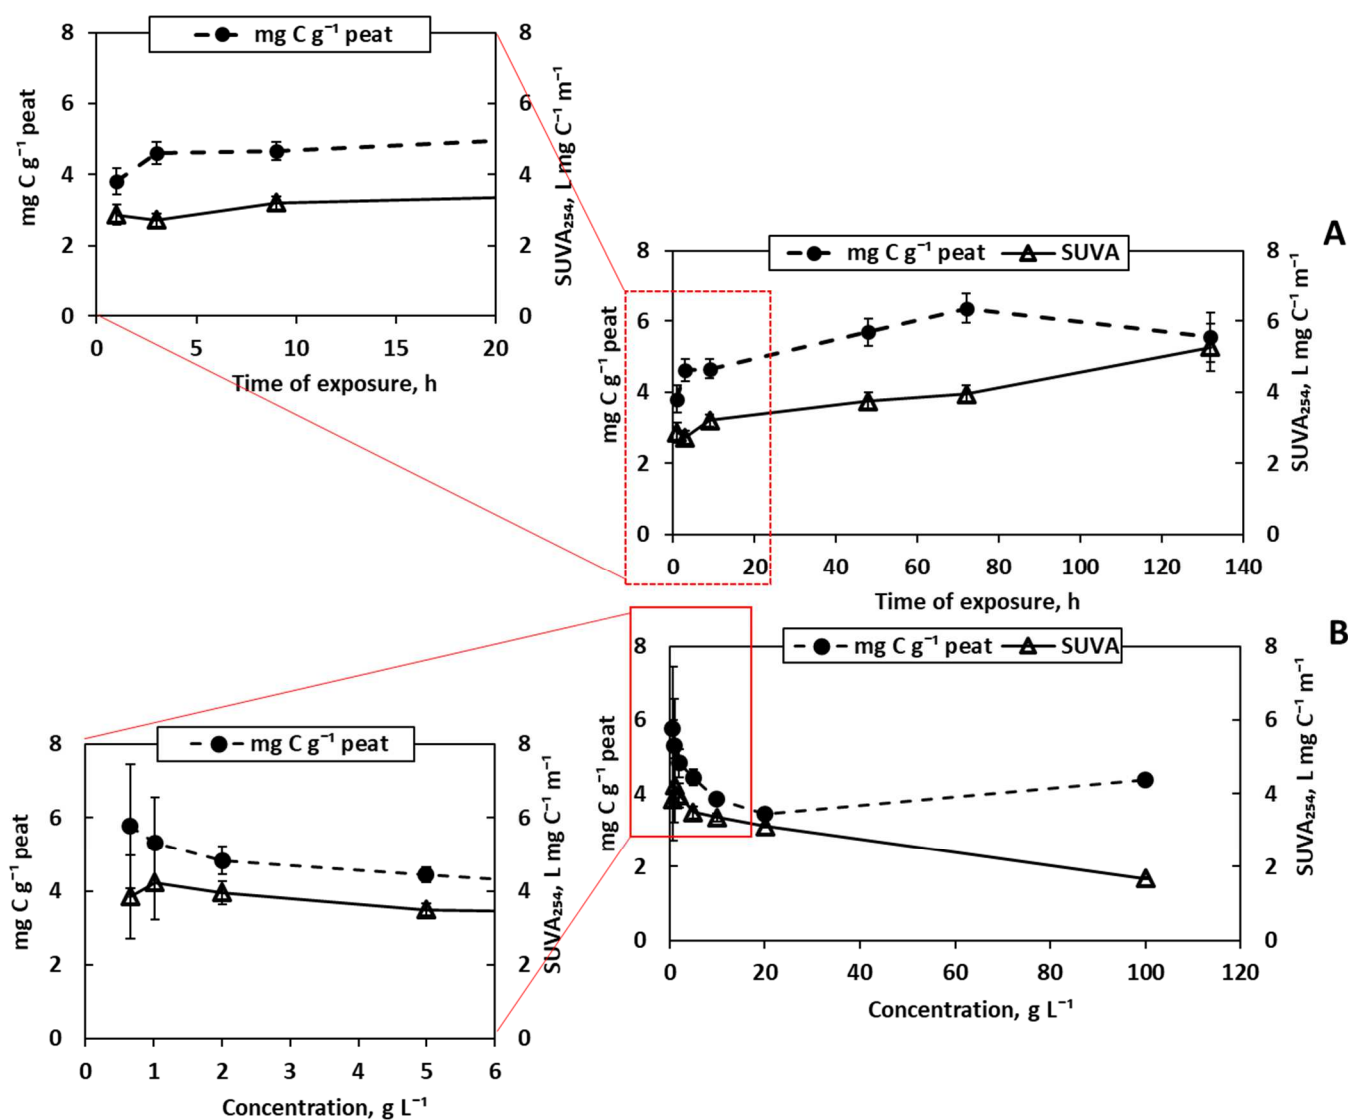 mg C g⁻¹ peat
8
6
4
2
0
mg C g⁻¹ peat
8
6
4
2
0
SUVA₂₅₄, L mg C⁻¹ m⁻¹
0 5 10 15 20
Time of exposure, h
A
mg C g⁻¹ peat SUVA
8
6
4
2
0
mg C g⁻¹ peat
8
6
4
2
0
SUVA₂₅₄, L mg C⁻¹ m⁻¹
0 20 40 60 80 100 120 140
Time of exposure, h
B
mg C g⁻¹ peat SUVA
8
6
4
2
0
mg C g⁻¹ peat
8
6
4
2
0
SUVA₂₅₄, L mg C⁻¹ m⁻¹
0 20 40 60 80 100 120
Concentration, g L⁻¹
mg C g⁻¹ peat
8
6
4
2
0
mg C g⁻¹ peat
8
6
4
2
0
SUVA₂₅₄, L mg C⁻¹ m⁻¹
0 1 2 3 4 5 6
Concentration, g L⁻¹